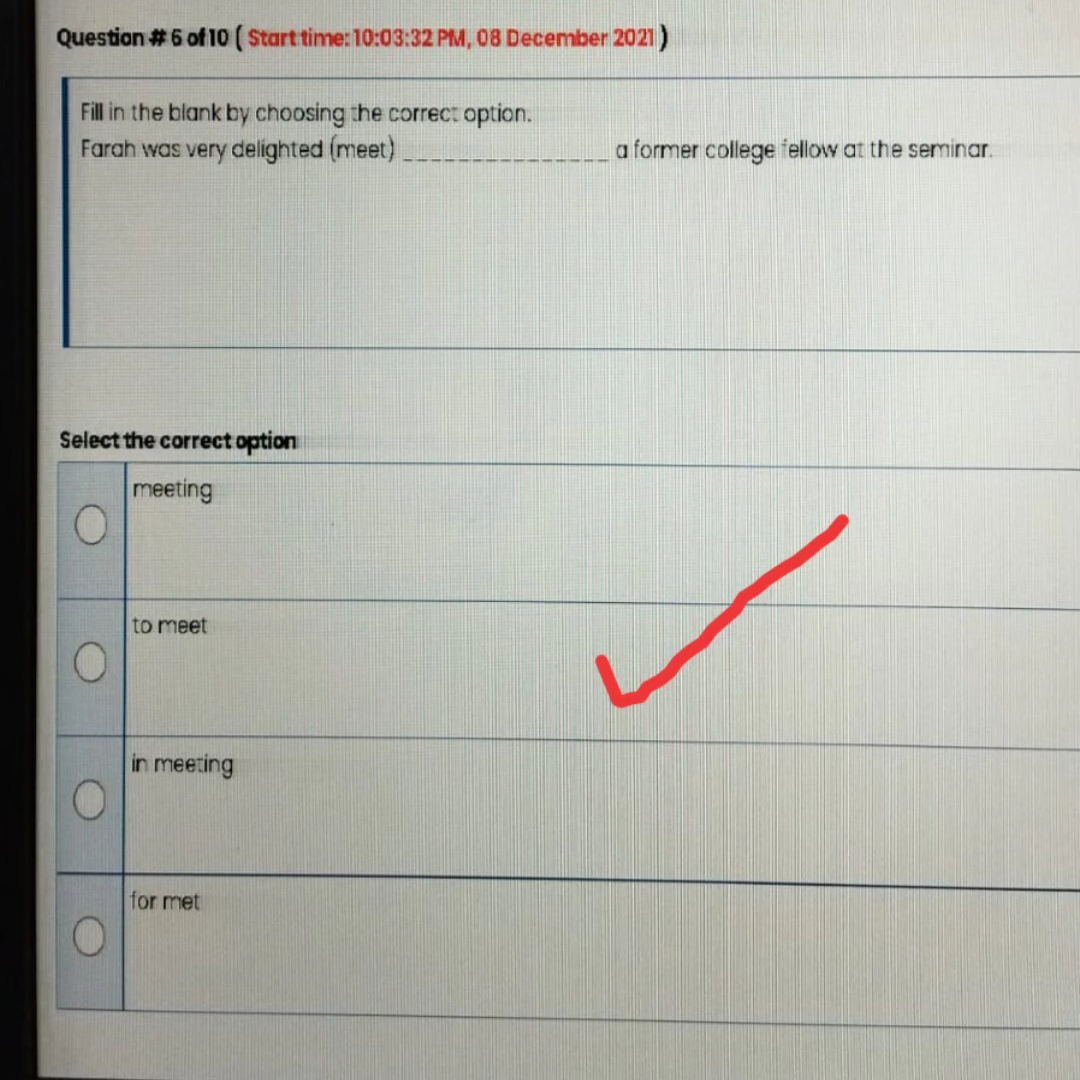 Question # 6 of 10 ( Start time: 10:03:32 PM, 08 December 2021 )
Fill in the blank by choosing the correct option.
Farah was very delighted (meet) _______________ a former college fellow at the seminar.
Select the correct option
meeting
to meet
in meeting
for met